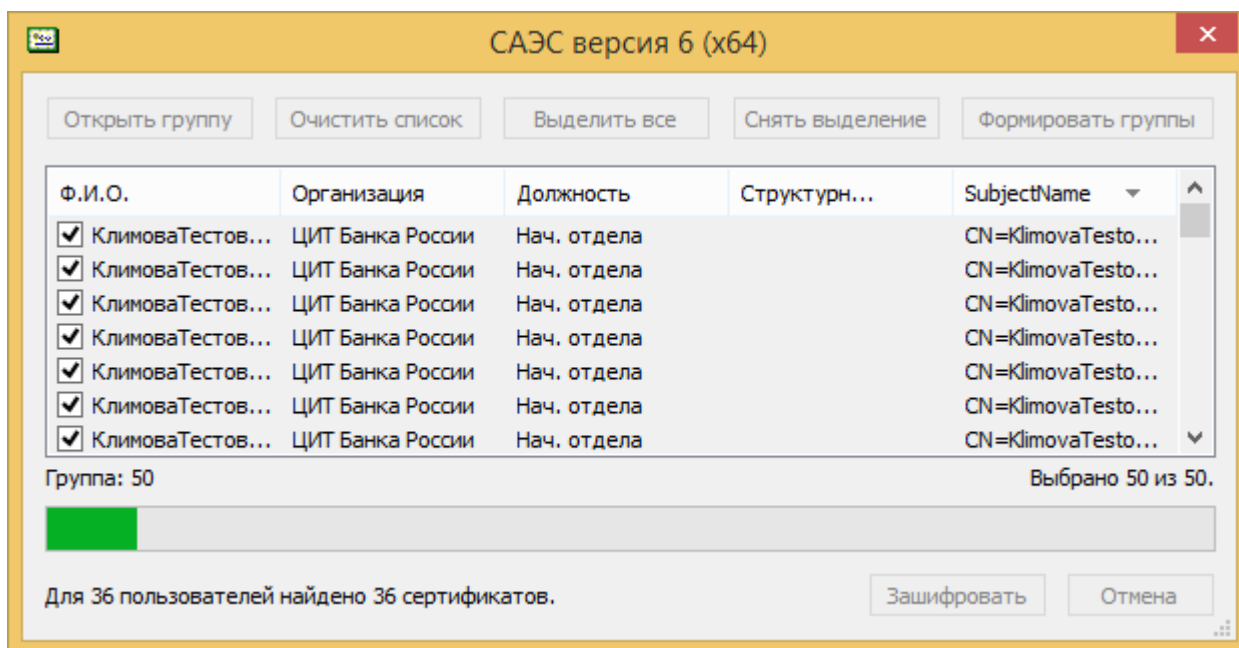 САЭС версия 6 (x64)
Открыть группу Очистить список Выделить все Снять выделение Формировать группы
Ф.И.О. Организация Должность Структурн... SubjectName
КлимоваТестов... ЦИТ Банка России Нач. отдела CN=KlimovaTesto...
КлимоваТестов... ЦИТ Банка России Нач. отдела CN=KlimovaTesto...
КлимоваТестов... ЦИТ Банка России Нач. отдела CN=KlimovaTesto...
КлимоваТестов... ЦИТ Банка России Нач. отдела CN=KlimovaTesto...
КлимоваТестов... ЦИТ Банка России Нач. отдела CN=KlimovaTesto...
КлимоваТестов... ЦИТ Банка России Нач. отдела CN=KlimovaTesto...
КлимоваТестов... ЦИТ Банка России Нач. отдела CN=KlimovaTesto...
Группа: 50 Выбрано 50 из 50.
Для 36 пользователей найдено 36 сертификатов. Зашифровать Отмена